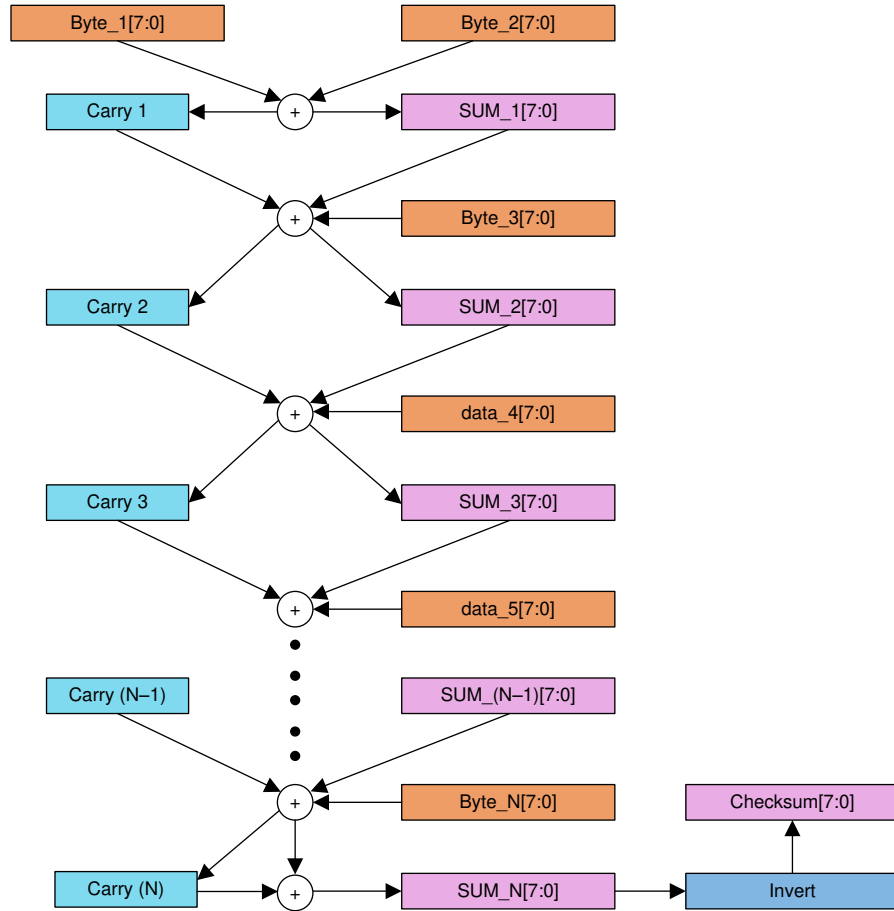 Byte_1[7:0]
Byte_2[7:0]
Carry 1
+
SUM_1[7:0]
+
Byte_3[7:0]
Carry 2
SUM_2[7:0]
+
data_4[7:0]
Carry 3
SUM_3[7:0]
+
data_5[7:0]
Carry (N–1)
SUM_(N–1)[7:0]
+
Byte_N[7:0]
Checksum[7:0]
Carry (N)
+
SUM_N[7:0]
Invert